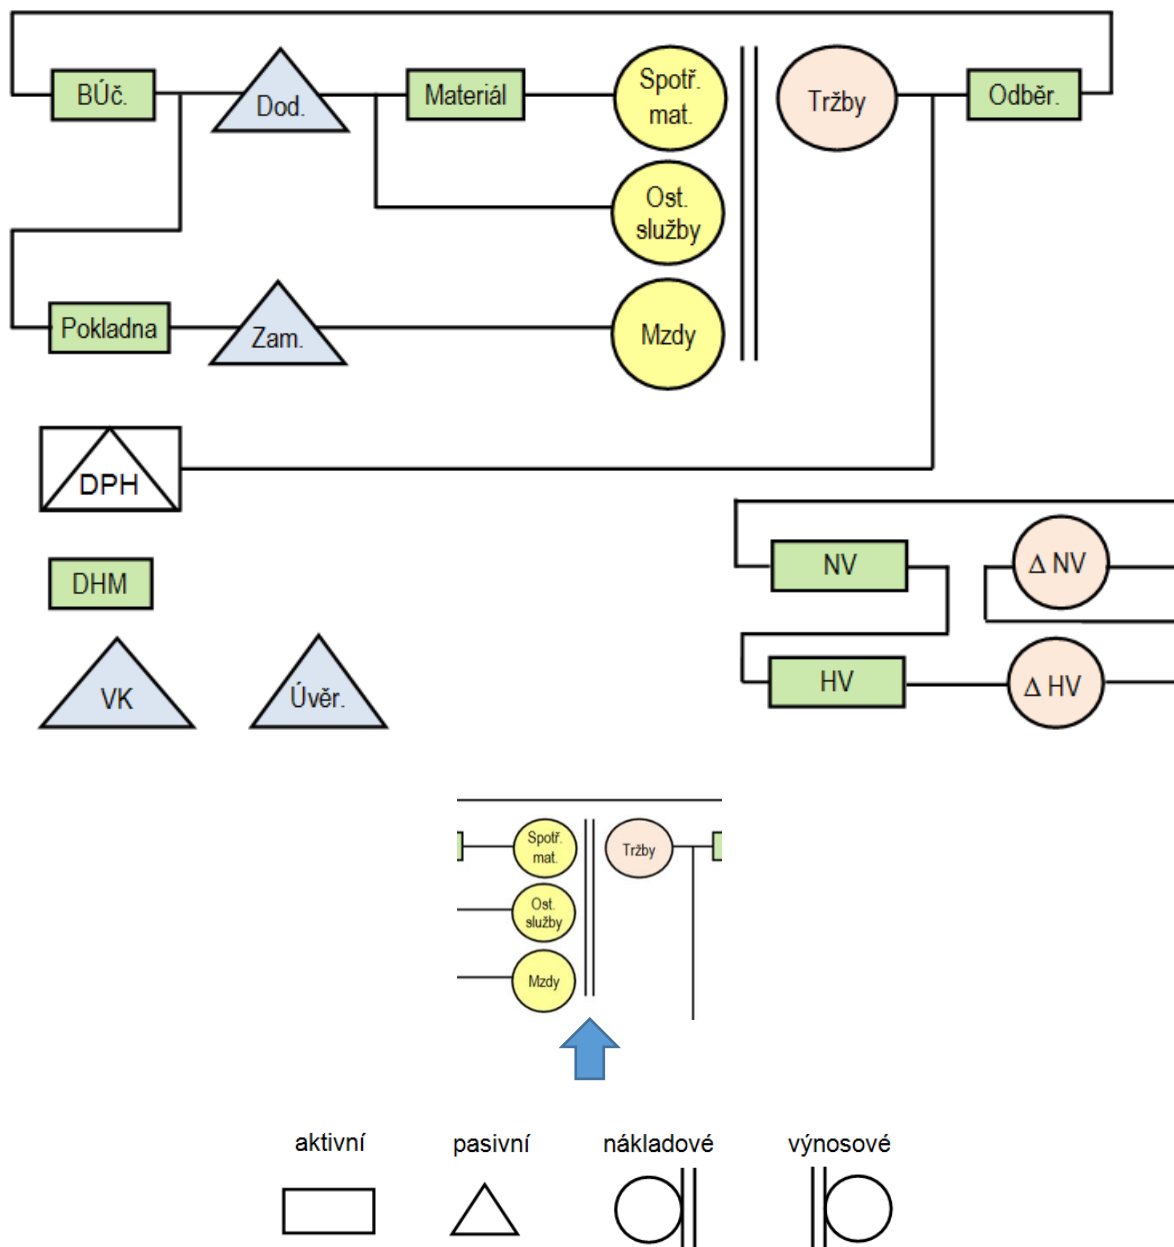 BÚč.
Dod.
Materiál
Spotř.
mat.
Tržby
Odběr.
Ost.
služby
Pokladna
Zam.
Mzdy
DPH
DHM
NV
Δ NV
VK
Úvěr.
HV
Δ HV
Spotř.
mat.
Tržby
Ost.
služby
Mzdy
aktivní
pasivní
nákladové
výnosové